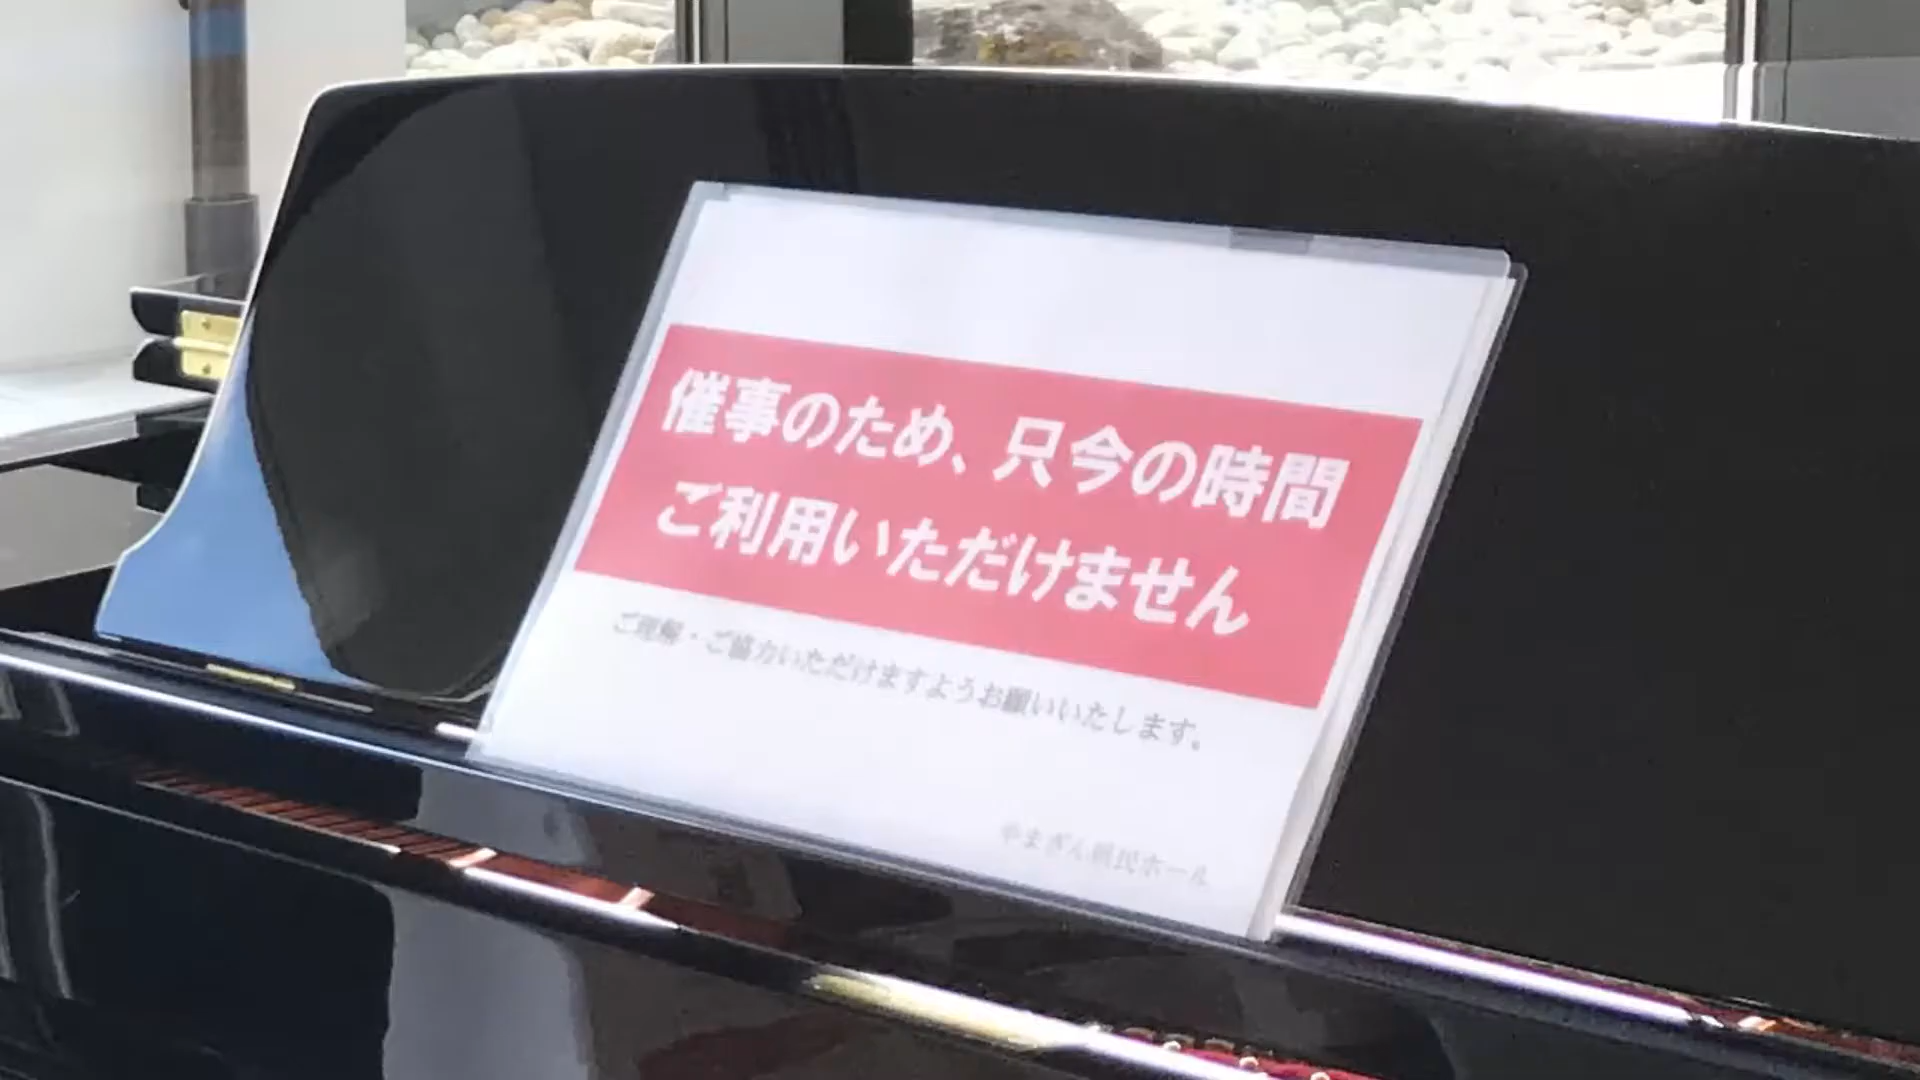 催事のため、只今の時間
ご利用いただけません
ご理解・ご協力いただけますようお願いいたします。
やまぎん県民ホール